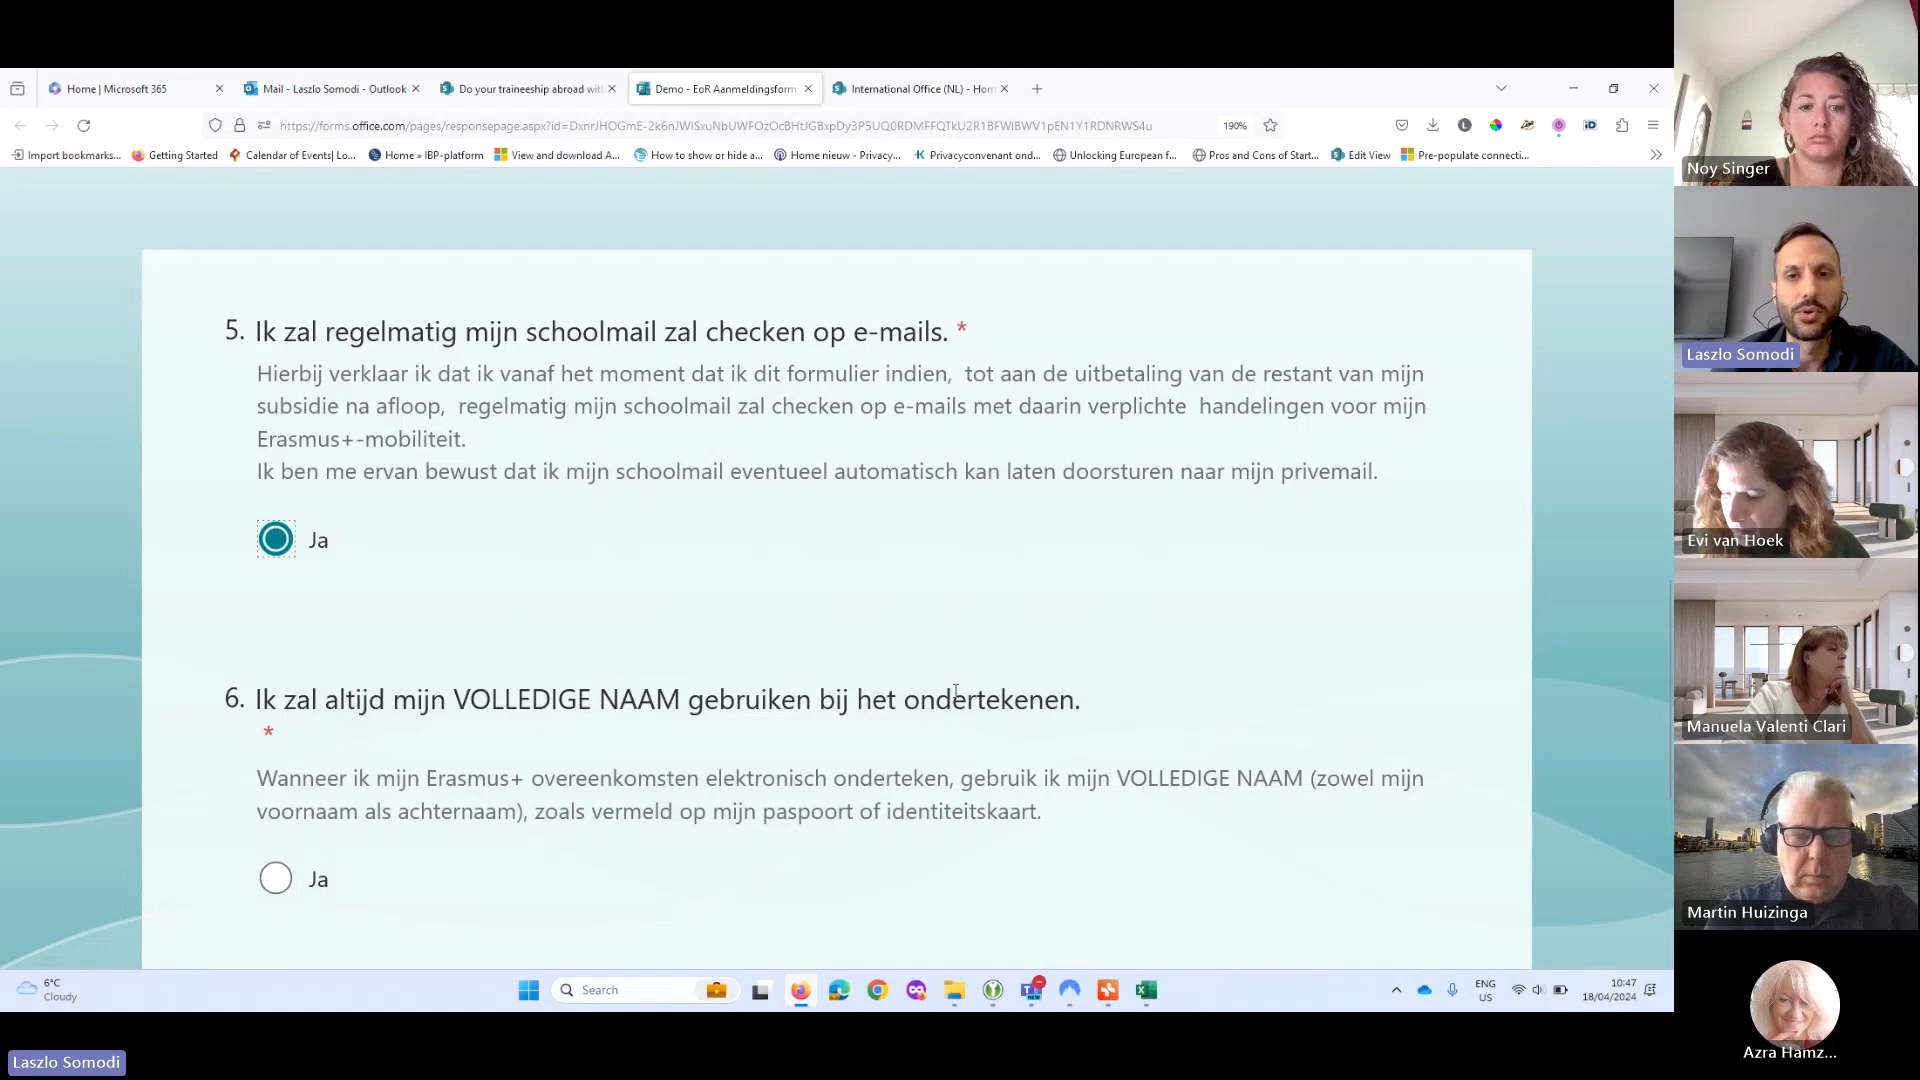 Home | Microsoft 365
Mail - Laszlo Somodi - Outlook
Do your traineeship abroad wit
Demo - EoR Aanmeldingsform
International Office (NL) - Hom
https://forms.office.com/pages/responsepage.aspx?id=DxnrJHOGmE-2k6nJWISxuNbUWFOzOcBHtJGBxpDy3P5UQ0RDMFFQTkU2R1BFWlBWV1pEN1Y1RDNRWS4u
190%
Import bookmarks...
Getting Started
Calendar of Events| Lo...
Home » IBP-platform
View and download A...
How to show or hide a...
Home nieuw - Privacy...
Privacyconvenant ond...
Unlocking European f...
Pros and Cons of Start...
Edit View
Pre-populate connecti...
5. Ik zal regelmatig mijn schoolmail zal checken op e-mails. *
Hierbij verklaar ik dat ik vanaf het moment dat ik dit formulier indien, tot aan de uitbetaling van de restant van mijn
subsidie na afloop, regelmatig mijn schoolmail zal checken op e-mails met daarin verplichte handelingen voor mijn
Erasmus+-mobiliteit.
Ik ben me ervan bewust dat ik mijn schoolmail eventueel automatisch kan laten doorsturen naar mijn privemail.
Ja
6. Ik zal altijd mijn VOLLEDIGE NAAM gebruiken bij het ondertekenen.
*
Wanneer ik mijn Erasmus+ overeenkomsten elektronisch onderteken, gebruik ik mijn VOLLEDIGE NAAM (zowel mijn
voornaam als achternaam), zoals vermeld op mijn paspoort of identiteitskaart.
Ja
6°C
Cloudy
Search
ENG
US
10:47
18/04/2024
Noy Singer
Laszlo Somodi
Evi van Hoek
Manuela Valenti Clari
Martin Huizinga
Azra Hamz...
Laszlo Somodi